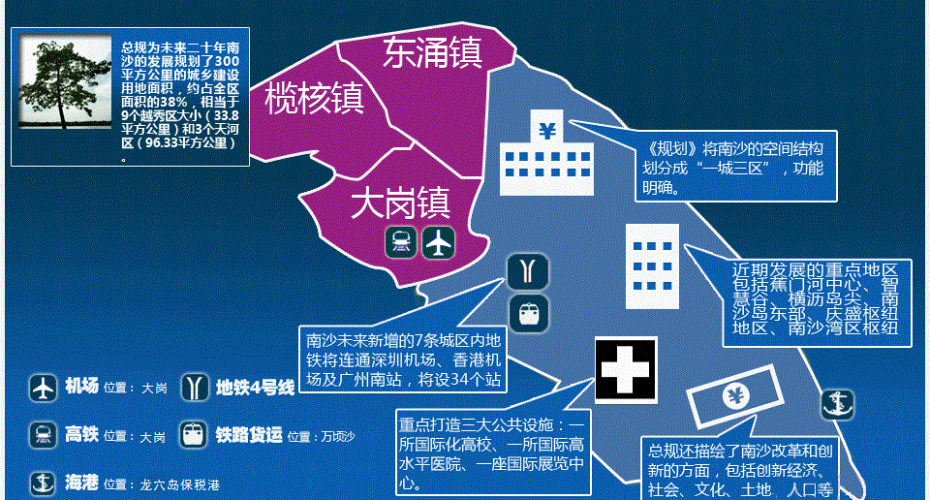 总规为未来二十年南
沙的发展规划了300
平方公里的城乡建设
用地面积，约占全区
面积的38%，相当于
9个越秀区大小（33.8
平方公里）和3个天河
区（96.33平方公里）
。
东涌镇
榄核镇
大岗镇
《规划》将南沙的空间结构
划分成“一城三区”，功能
明确。
近期发展的重点地区
包括蕉门河中心、智
慧谷、横沥岛尖、南
沙岛东部、庆盛枢纽
地区、南沙湾区枢纽
南沙未来新增的7条城区内地
铁将连通深圳机场、香港机
场及广州南站，将设34个站
重点打造三大公共设施：一
所国际化高校、一所国际高
水平医院、一座国际展览中
心。
总规还描绘了南沙改革和创
新的方面，包括创新经济、
社会、文化、土地、人口等
机场 位置：大岗
地铁4号线
高铁 位置：大岗
铁路货运 位置：万顷沙
海港 位置：龙穴岛保税港